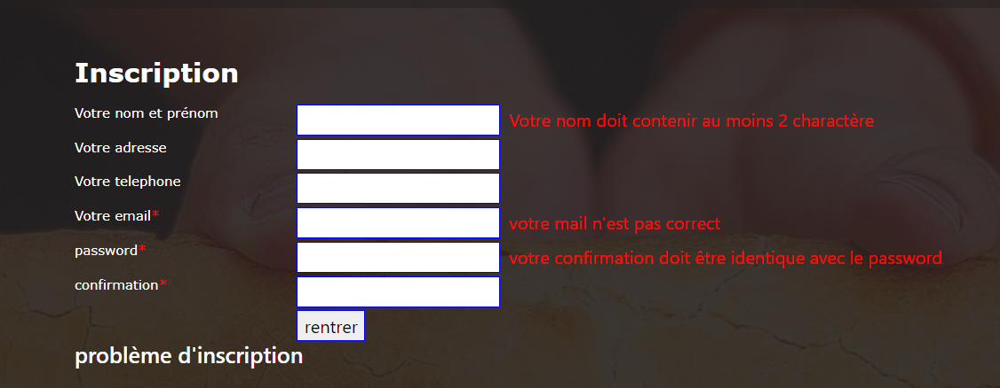 Inscription
Votre nom et prénom
Votre nom doit contenir au moins 2 charactère
Votre adresse
Votre telephone
Votre email*
votre mail n'est pas correct
password*
votre confirmation doit être identique avec le password
confirmation*
rentrer
problème d'inscription